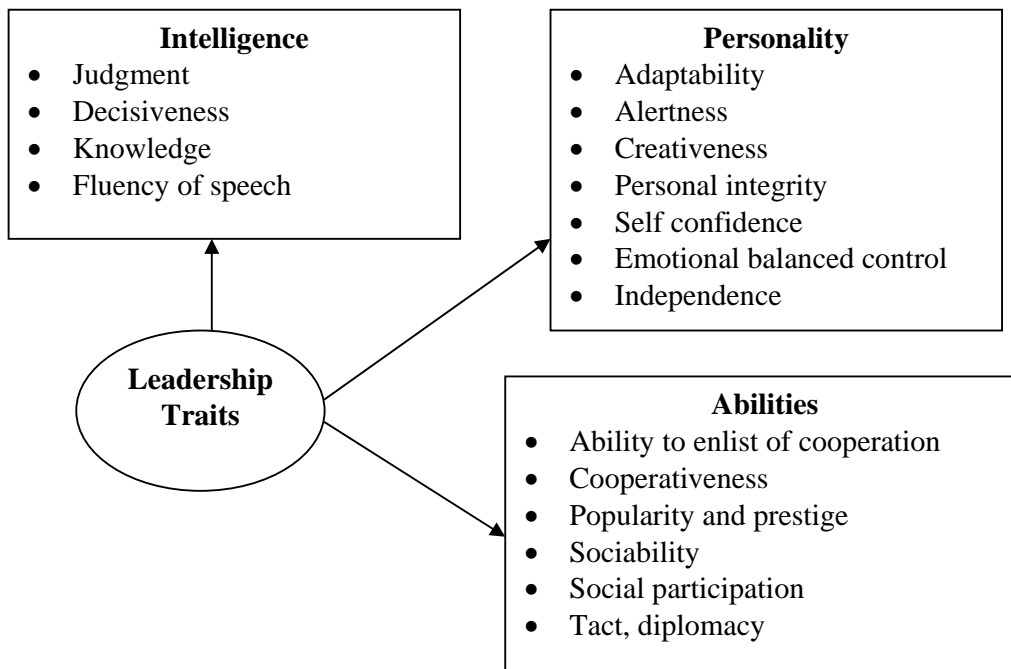 Intelligence
• Judgment
• Decisiveness
• Knowledge
• Fluency of speech
Personality
• Adaptability
• Alertness
• Creativeness
• Personal integrity
• Self confidence
• Emotional balanced control
• Independence
Leadership
Traits
Abilities
• Ability to enlist of cooperation
• Cooperativeness
• Popularity and prestige
• Sociability
• Social participation
• Tact, diplomacy